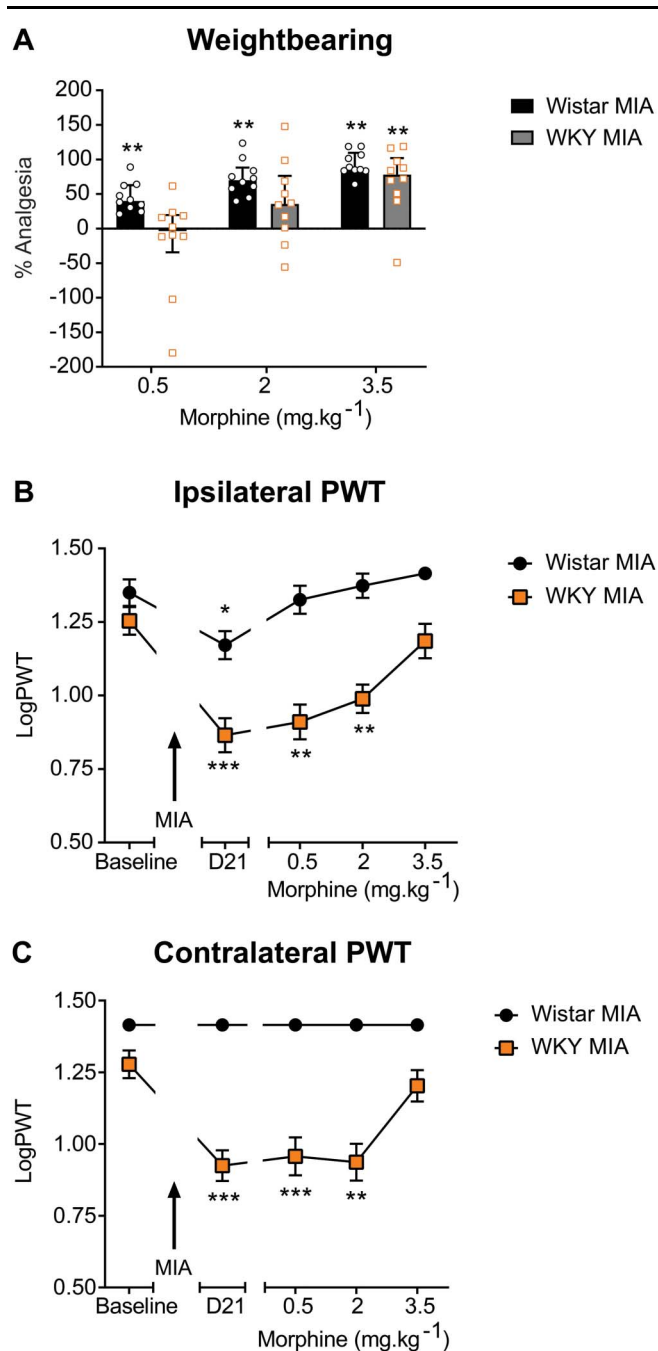 A Weightbearing
200
150
100
50
0
-50
-100
-150
-200
% Analgesia
** ** ** **
0.5 2 3.5
Morphine (mg.kg⁻¹)
Wistar MIA
WKY MIA
B Ipsilateral PWT
1.50
1.25
1.00
0.75
0.50
LogPWT
*
*** ** **
MIA
Baseline D21 0.5 2 3.5
Morphine (mg.kg⁻¹)
Wistar MIA
WKY MIA
C Contralateral PWT
1.50
1.25
1.00
0.75
0.50
LogPWT
*** *** **
MIA
Baseline D21 0.5 2 3.5
Morphine (mg.kg⁻¹)
Wistar MIA
WKY MIA